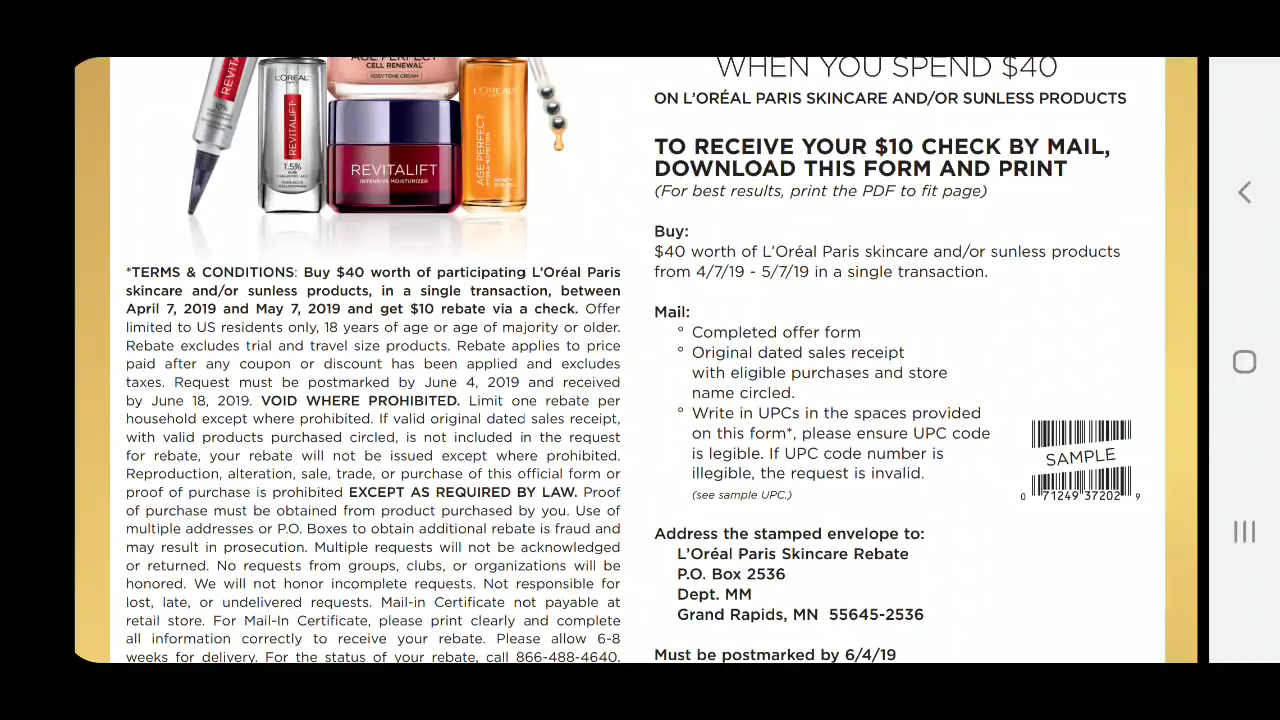 REVITALIFT
L'ORÉAL
REVITALIFT
1.5%
AGE PERFECT
CELL RENEWAL
ROSY TONE CREAM
REVITALIFT
INTENSIVE MOISTURIZER
L'ORÉAL
AGE PERFECT
HYDRA-NUTRITION
*TERMS & CONDITIONS: Buy $40 worth of participating L'Oréal Paris
skincare and/or sunless products, in a single transaction, between
April 7, 2019 and May 7, 2019 and get $10 rebate via a check. Offer
limited to US residents only, 18 years of age or age of majority or older.
Rebate excludes trial and travel size products. Rebate applies to price
paid after any coupon or discount has been applied and excludes
taxes. Request must be postmarked by June 4, 2019 and received
by June 18, 2019. VOID WHERE PROHIBITED. Limit one rebate per
household except where prohibited. If valid original dated sales receipt,
with valid products purchased circled, is not included in the request
for rebate, your rebate will not be issued except where prohibited.
Reproduction, alteration, sale, trade, or purchase of this official form or
proof of purchase is prohibited EXCEPT AS REQUIRED BY LAW. Proof
of purchase must be obtained from product purchased by you. Use of
multiple addresses or P.O. Boxes to obtain additional rebate is fraud and
may result in prosecution. Multiple requests will not be acknowledged
or returned. No requests from groups, clubs, or organizations will be
honored. We will not honor incomplete requests. Not responsible for
lost, late, or undelivered requests. Mail-in Certificate not payable at
retail store. For Mail-In Certificate, please print clearly and complete
all information correctly to receive your rebate. Please allow 6-8
weeks for delivery. For the status of your rebate, call 866-488-4640.
WHEN YOU SPEND $40
ON L'ORÉAL PARIS SKINCARE AND/OR SUNLESS PRODUCTS
TO RECEIVE YOUR $10 CHECK BY MAIL,
DOWNLOAD THIS FORM AND PRINT
(For best results, print the PDF to fit page)
Buy:
$40 worth of L'Oréal Paris skincare and/or sunless products
from 4/7/19 - 5/7/19 in a single transaction.
Mail:
° Completed offer form
° Original dated sales receipt
with eligible purchases and store
name circled.
° Write in UPCs in the spaces provided
on this form*, please ensure UPC code
is legible. If UPC code number is
illegible, the request is invalid.
(see sample UPC.)
SAMPLE
0 71249 37202 9
Address the stamped envelope to:
L'Oréal Paris Skincare Rebate
P.O. Box 2536
Dept. MM
Grand Rapids, MN 55645-2536
Must be postmarked by 6/4/19